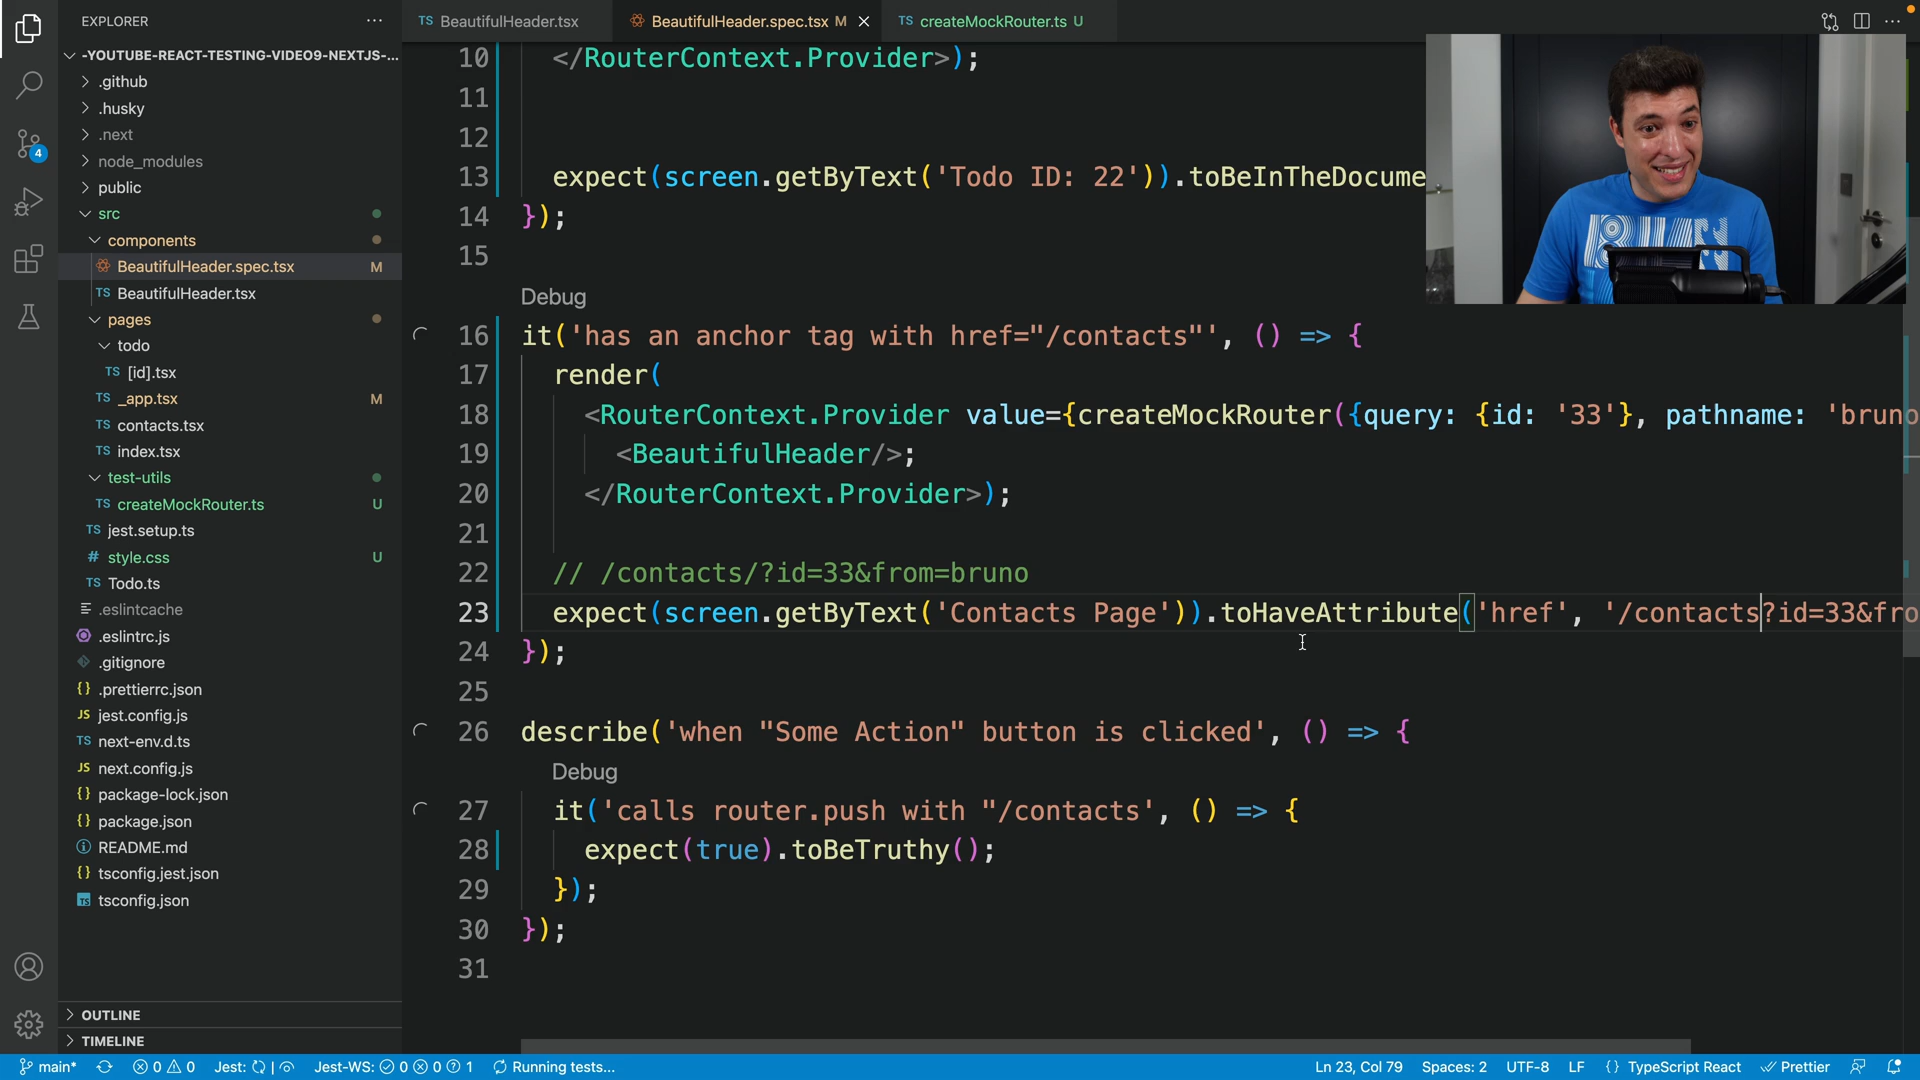 EXPLORER
-YOUTUBE-REACT-TESTING-VIDEO9-NEXTJS-...
.github
.husky
.next
node_modules
public
src
components
BeautifulHeader.spec.tsx M
TS BeautifulHeader.tsx
pages
todo
TS [id].tsx
TS _app.tsx M
TS contacts.tsx
TS index.tsx
test-utils
TS createMockRouter.ts U
TS jest.setup.ts
# style.css U
TS Todo.ts
.eslintcache
.eslintrc.js
.gitignore
{} .prettierrc.json
JS jest.config.js
TS next-env.d.ts
JS next.config.js
{} package-lock.json
{} package.json
README.md
{} tsconfig.jest.json
TS tsconfig.json
OUTLINE
TIMELINE
4
TS BeautifulHeader.tsx
BeautifulHeader.spec.tsx M
TS createMockRouter.ts U
10 </RouterContext.Provider>);
11
12
13 expect(screen.getByText('Todo ID: 22')).toBeInTheDocume
14 });
15
Debug
16 it('has an anchor tag with href="/contacts"', () => {
17 render(
18 <RouterContext.Provider value={createMockRouter({query: {id: '33'}, pathname: 'bruno
19 <BeautifulHeader/>;
20 </RouterContext.Provider>);
21
22 // /contacts/?id=33&from=bruno
23 expect(screen.getByText('Contacts Page')).toHaveAttribute('href', '/contacts?id=33&fro
24 });
25
26 describe('when "Some Action" button is clicked', () => {
Debug
27 it('calls router.push with "/contacts', () => {
28 expect(true).toBeTruthy();
29 });
30 });
31
main* 0 0 Jest: | Jest-WS: 0 0 1 Running tests...
Ln 23, Col 79 Spaces: 2 UTF-8 LF {} TypeScript React Prettier